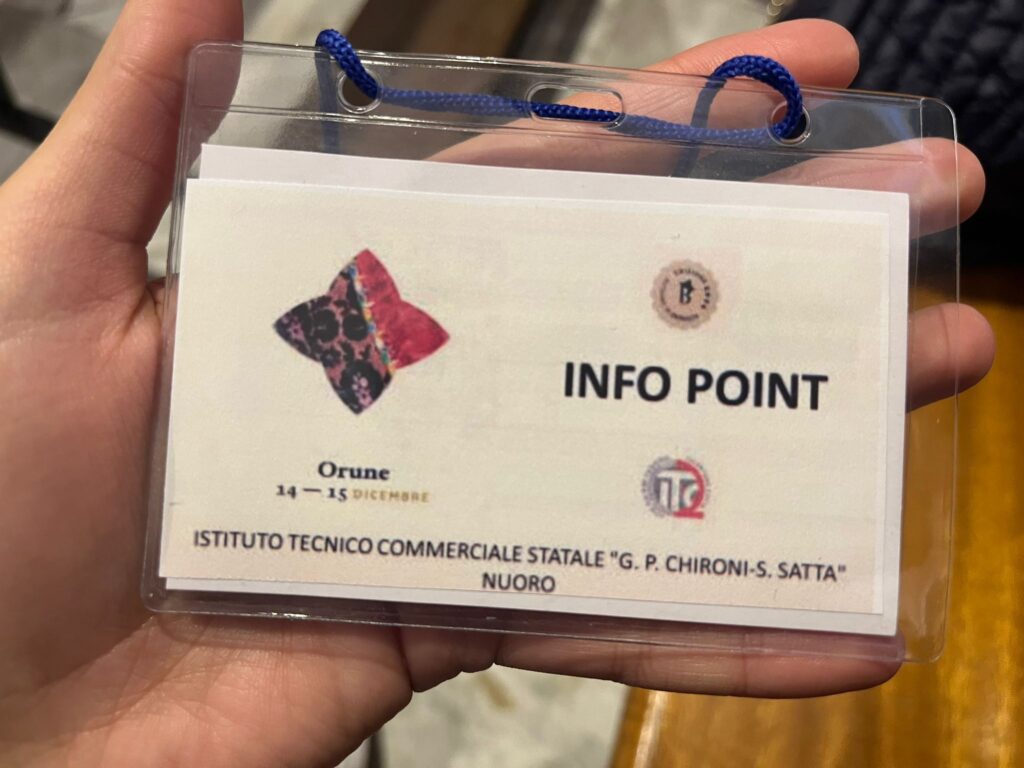 INFO POINT
Orune
14 — 15 DICEMBRE
ISTITUTO TECNICO COMMERCIALE STATALE "G. P. CHIRONI-S. SATTA"
NUORO